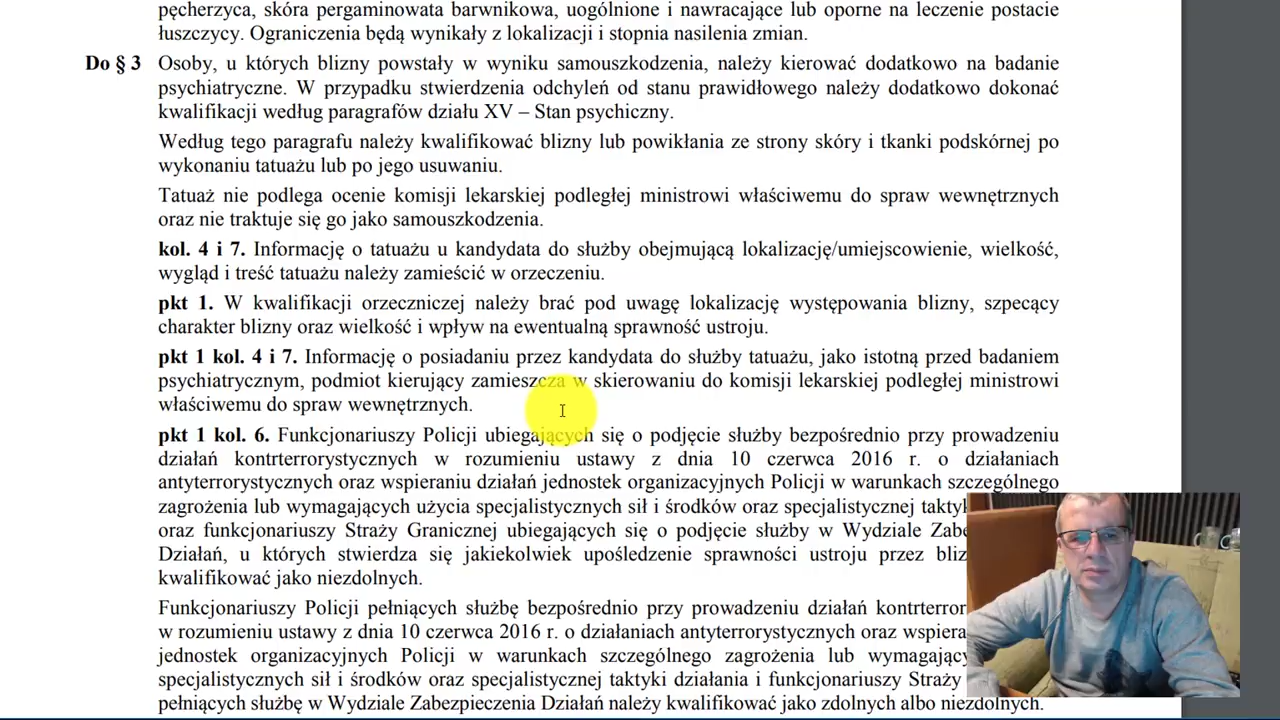 pęcherzyca, skóra pergaminowata barwnikowa, uogólnione i nawracające lub oporne na leczenie postacie
łuszczycy. Ograniczenia będą wynikały z lokalizacji i stopnia nasilenia zmian.
Do § 3 Osoby, u których blizny powstały w wyniku samouszkodzenia, należy kierować dodatkowo na badanie
psychiatryczne. W przypadku stwierdzenia odchyleń od stanu prawidłowego należy dodatkowo dokonać
kwalifikacji według paragrafów działu XV – Stan psychiczny.
Według tego paragrafu należy kwalifikować blizny lub powikłania ze strony skóry i tkanki podskórnej po
wykonaniu tatuażu lub po jego usuwaniu.
Tatuaż nie podlega ocenie komisji lekarskiej podległej ministrowi właściwemu do spraw wewnętrznych
oraz nie traktuje się go jako samouszkodzenia.
kol. 4 i 7. Informację o tatuażu u kandydata do służby obejmującą lokalizację/umiejscowienie, wielkość,
wygląd i treść tatuażu należy zamieścić w orzeczeniu.
pkt 1. W kwalifikacji orzeczniczej należy brać pod uwagę lokalizację występowania blizny, szpecący
charakter blizny oraz wielkość i wpływ na ewentualną sprawność ustroju.
pkt 1 kol. 4 i 7. Informację o posiadaniu przez kandydata do służby tatuażu, jako istotną przed badaniem
psychiatrycznym, podmiot kierujący zamieszcza w skierowaniu do komisji lekarskiej podległej ministrowi
właściwemu do spraw wewnętrznych.
pkt 1 kol. 6. Funkcjonariuszy Policji ubiegających się o podjęcie służby bezpośrednio przy prowadzeniu
działań kontrterrorystycznych w rozumieniu ustawy z dnia 10 czerwca 2016 r. o działaniach
antyterrorystycznych oraz wspieraniu działań jednostek organizacyjnych Policji w warunkach szczególnego
zagrożenia lub wymagających użycia specjalistycznych sił i środków oraz specjalistycznej
oraz funkcjonariuszy Straży Granicznej ubiegających się o podjęcie służby w Wydziale
Działań, u których stwierdza się jakiekolwiek upośledzenie sprawności ustroju przez
kwalifikować jako niezdolnych.
Funkcjonariuszy Policji pełniących służbę bezpośrednio przy prowadzeniu działań
w rozumieniu ustawy z dnia 10 czerwca 2016 r. o działaniach antyterrorystycznych oraz
jednostek organizacyjnych Policji w warunkach szczególnego zagrożenia lub
specjalistycznych sił i środków oraz specjalistycznej taktyki działania i funkcjonariuszy Straży
pełniących służbę w Wydziale Zabezpieczenia Działań należy kwalifikować jako zdolnych albo niezdolnych.